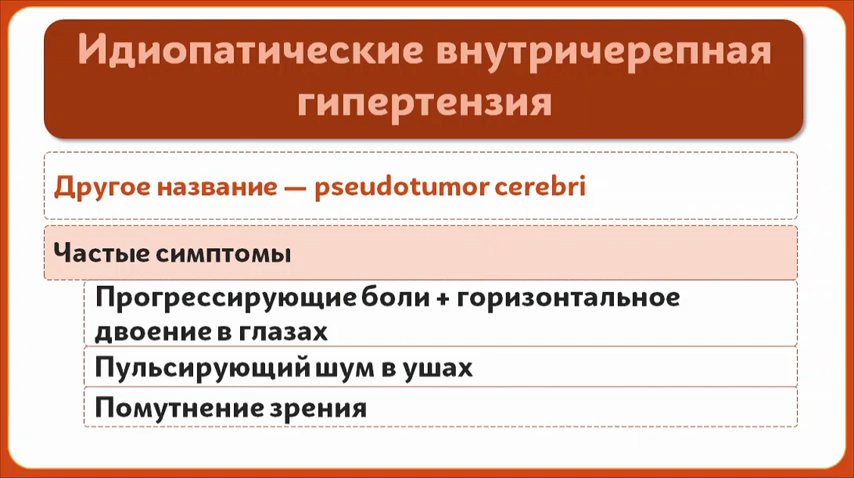 Идиопатические внутричерепная
гипертензия
Другое название — pseudotumor cerebri
Частые симптомы
Прогрессирующие боли + горизонтальное
двоение в глазах
Пульсирующий шум в ушах
Помутнение зрения